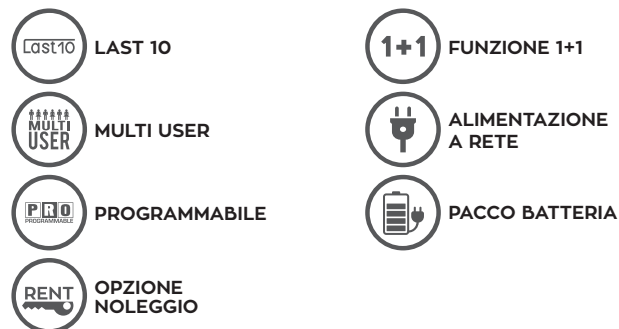 Last10
LAST 10
MULTI
USER
MULTI USER
PRO
PROGRAMMABLE
PROGRAMMABILE
RENT
OPZIONE
NOLEGGIO
1+1
FUNZIONE 1+1
ALIMENTAZIONE
A RETE
PACCO BATTERIA